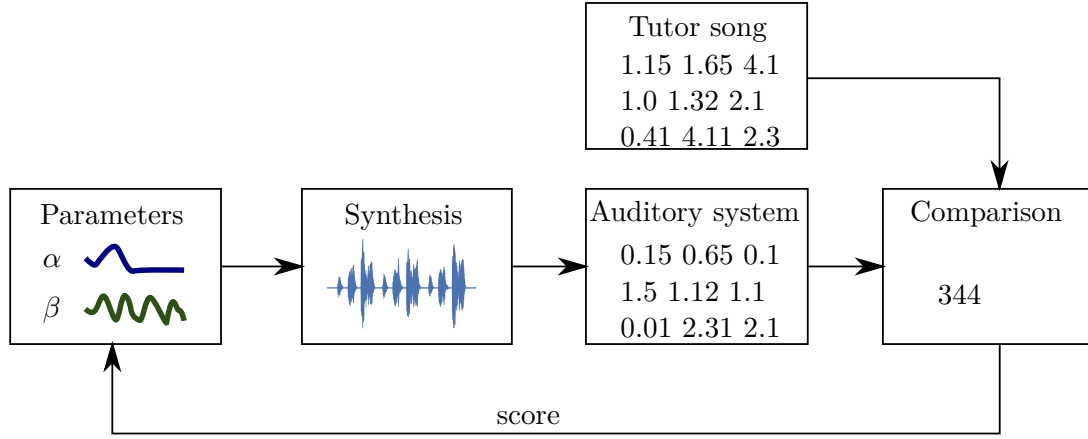 Tutor song
1.15 1.65 4.1
1.0 1.32 2.1
0.41 4.11 2.3
Parameters
α
β
Synthesis
Auditory system
0.15 0.65 0.1
1.5 1.12 1.1
0.01 2.31 2.1
Comparison
344
score